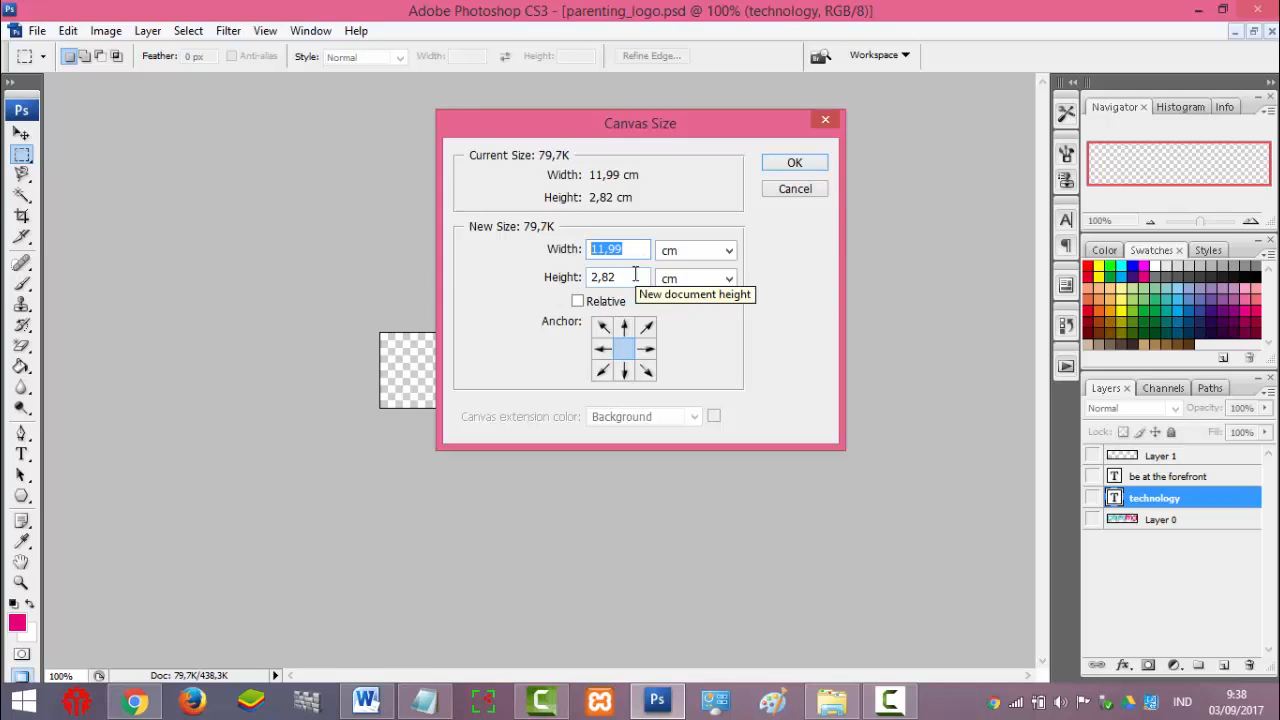 Adobe Photoshop CS3 - [parenting_logo.psd @ 100% (technology, RGB/8)]
Ps
File Edit Image Layer Select Filter View Window Help
Feather: 0 px Anti-alias Style: Normal Width: Height: Refine Edge... Br Workspace
Ps
Canvas Size
Current Size: 79,7K
Width: 11,99 cm
Height: 2,82 cm
OK
Cancel
New Size: 79,7K
Width: 11,99 cm
Height: 2,82 cm
New document height
Relative
Anchor:
Canvas extension color: Background
Navigator Histogram Info
100%
Color Swatches Styles
Layers Channels Paths
Normal Opacity: 100%
Lock: Fill: 100%
Layer 1
T be at the forefront
T technology
Layer 0
100% Doc: 79,7K/438,3K
IND
9:38
03/09/2017